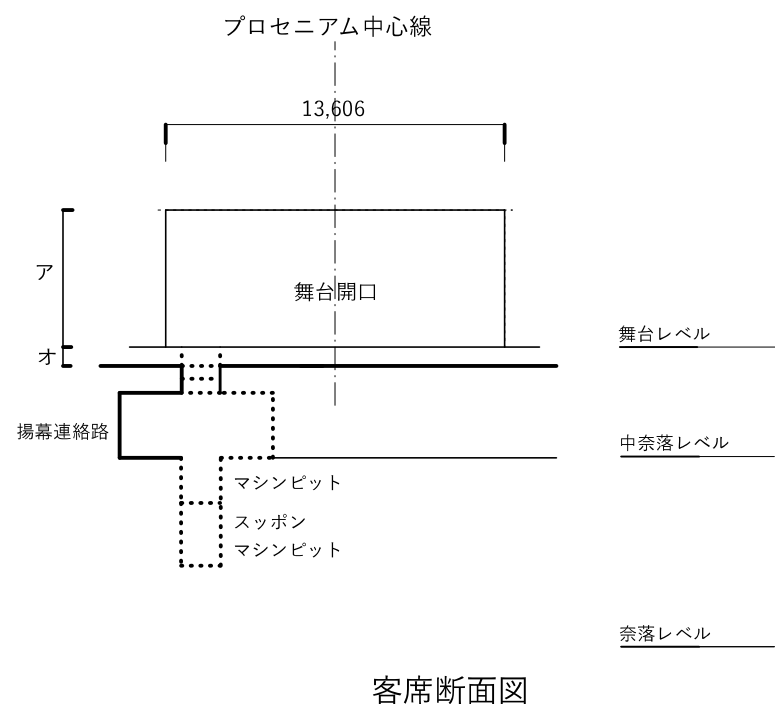 プロセニアム中心線
13,606
ア
舞台開口
舞台レベル
オ
揚幕連絡路
中奈落レベル
マシンピット
スッポン
マシンピット
奈落レベル
客席断面図